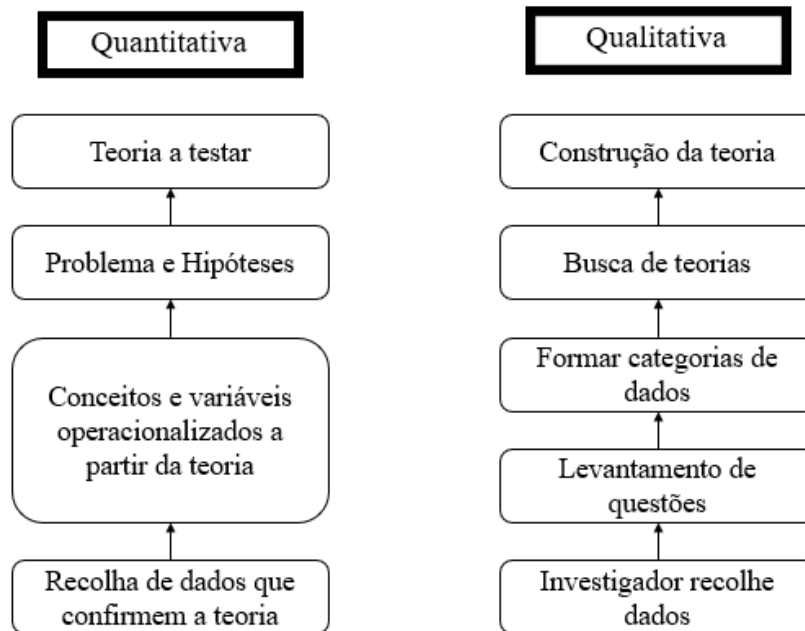 Quantitativa
Teoria a testar
Problema e Hipóteses
Conceitos e variáveis
operacionalizados a
partir da teoria
Recolha de dados que
confirmem a teoria
Qualitativa
Construção da teoria
Busca de teorias
Formar categorias de
dados
Levantamento de
questões
Investigador recolhe
dados